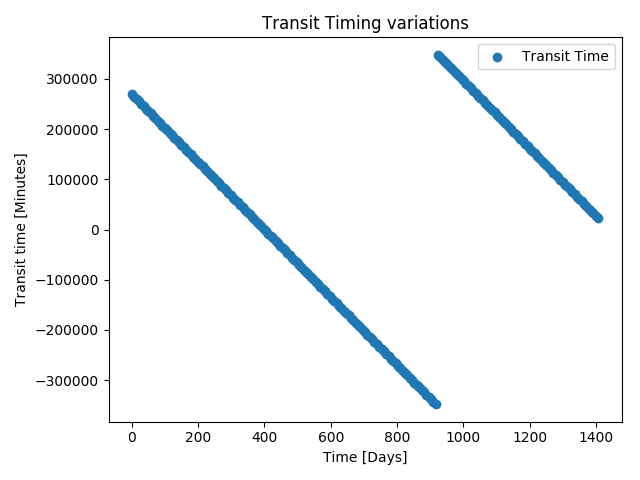 Transit Timing variations
Transit Time
Transit time [Minutes]
300000
200000
100000
0
−100000
−200000
−300000
0 200 400 600 800 1000 1200 1400
Time [Days]